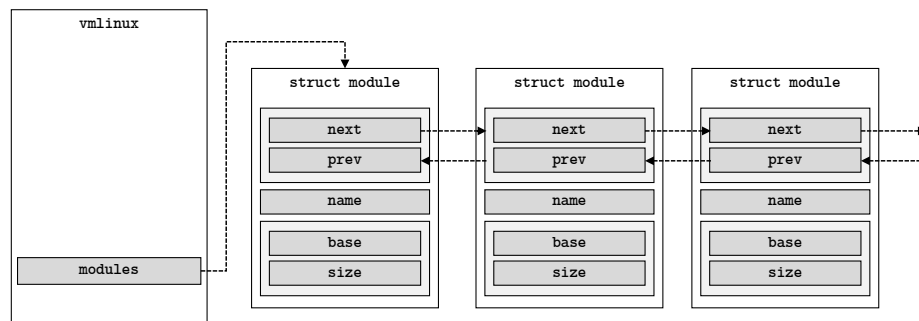 vmlinux
modules
struct module
next
prev
name
base
size
struct module
next
prev
name
base
size
struct module
next
prev
name
base
size